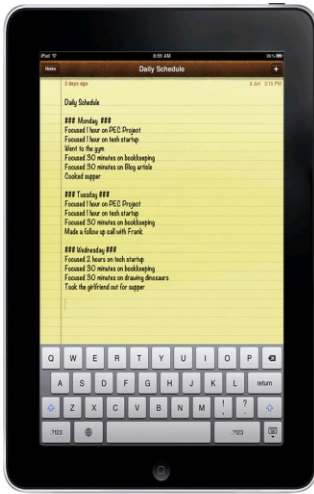 iPad
8:55 AM
Notes
Daily Schedule
+
2 days ago
3:15 PM
Daily Schedule
### Monday ###
Focused 1 hour on PEC Project
Focused 1 hour on tech startup
Went to the gym
Focused 30 minutes on bookkeeping
Focused 30 minutes on Blog article
Cooked supper
### Tuesday ###
Focused 1 hour on PEC Project
Focused 1 hour on tech startup
Focused 30 minutes on bookkeeping
Made a follow up call with Frank
### Wednesday ###
Focused 2 hours on tech startup
Focused 30 minutes on bookkeeping
Focused 30 minutes on drawing dinosaurs
Took the girlfriend out for supper
Q W E R T Y U I O P
A S D F G H J K L return
Z X C V B N M ! , ? .
.?123 .?123